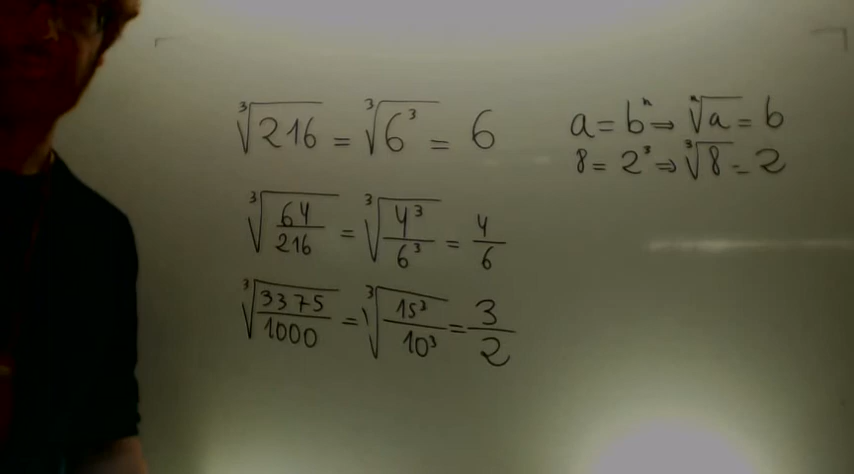 ∛216 = ∛6³ = 6
a = bⁿ ⇒ ⁿ√a = b
8 = 2³ ⇒ ∛8 = 2
∛(64/216) = ∛(4³/6³) = 4/6
∛(3375/1000) = ∛(15³/10³) = 3/2